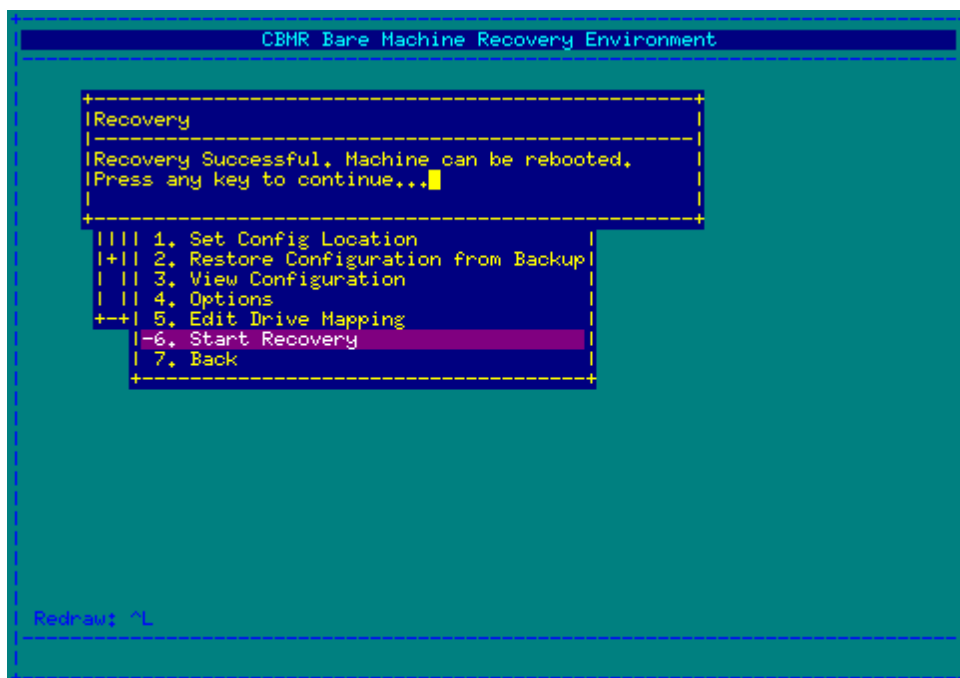 CBMR Bare Machine Recovery Environment
Recovery
Recovery Successful. Machine can be rebooted.
Press any key to continue...
1. Set Config Location
2. Restore Configuration from Backup
3. View Configuration
4. Options
5. Edit Drive Mapping
-6. Start Recovery
7. Back
Redraw: ^L